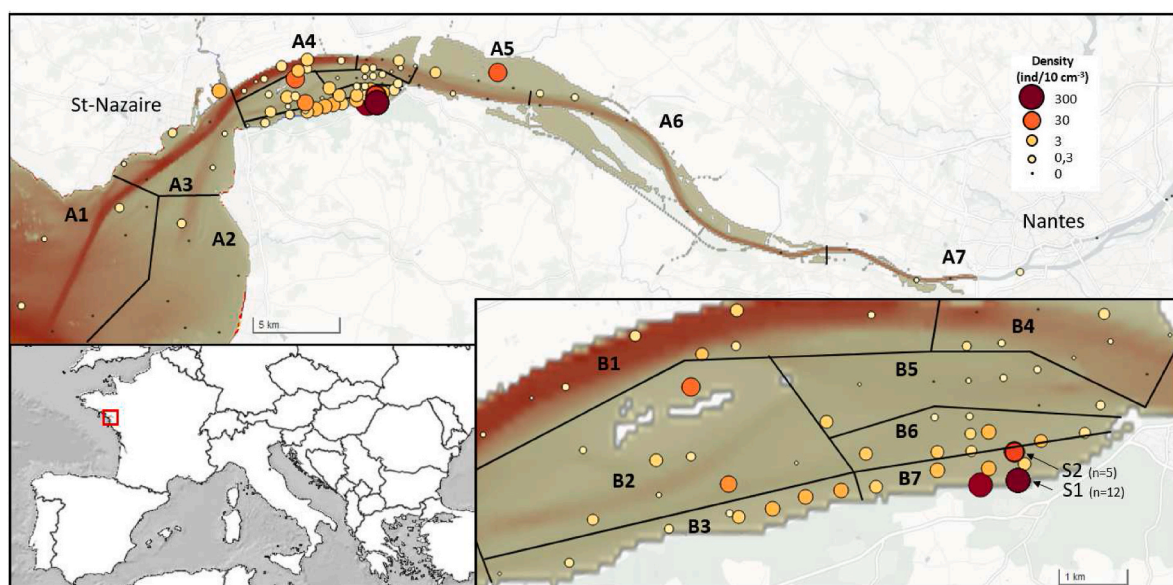 A4
A5
Density
(ind/10 cm⁻³)
300
30
3
0,3
0
St-Nazaire
A6
A3
A1
A2
Nantes
A7
5 km
B1
B4
B5
B6
B2
B7
S2 (n=5)
S1 (n=12)
B3
1 km